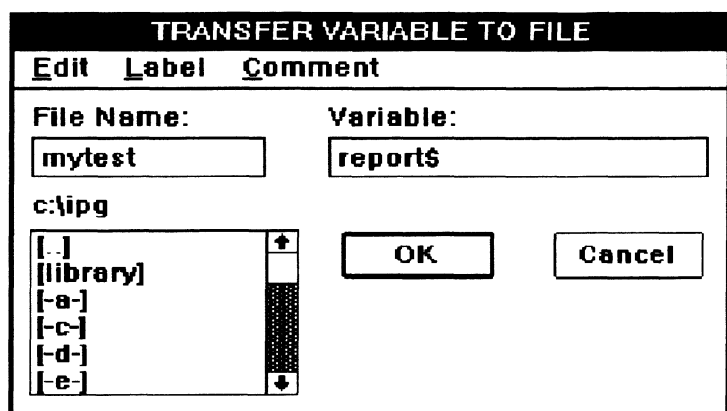 TRANSFER VARIABLE TO FILE
Edit Label Comment
File Name: Variable:
mytest report$
c:\ipg
[..]
[library]
[-a-]
[-c-]
[-d-]
[-e-]
OK Cancel